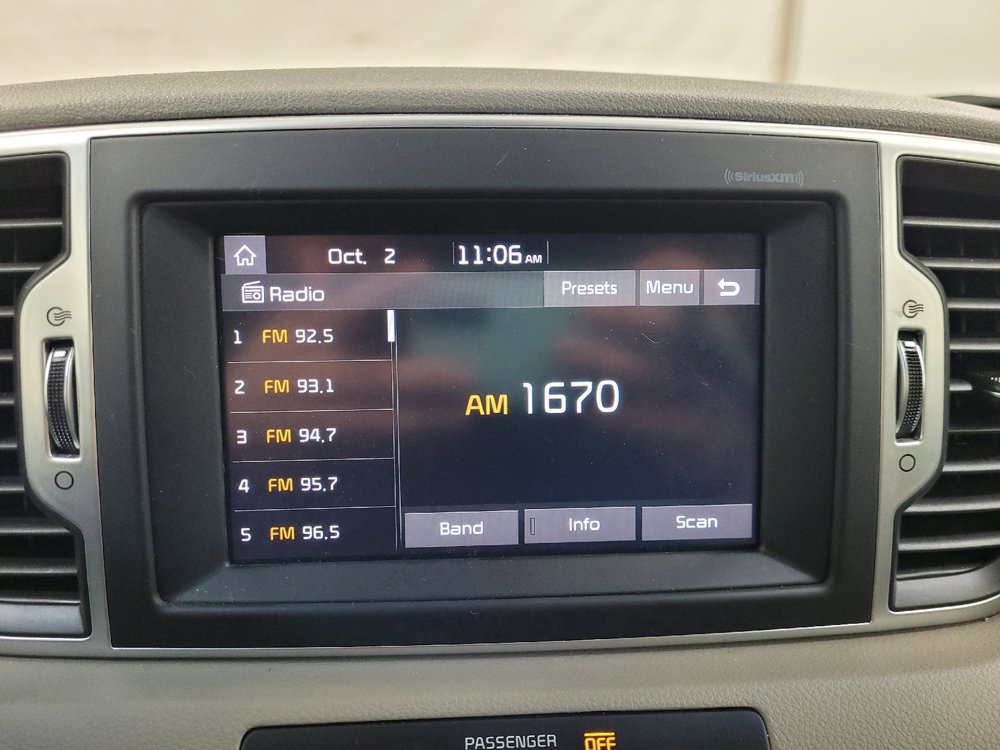 SiriusXM
Oct. 2 11:06 AM
Radio Presets Menu
1 FM 92.5
2 FM 93.1
3 FM 94.7
4 FM 95.7
5 FM 96.5
AM 1670
Band Info Scan
PASSENGER OFF